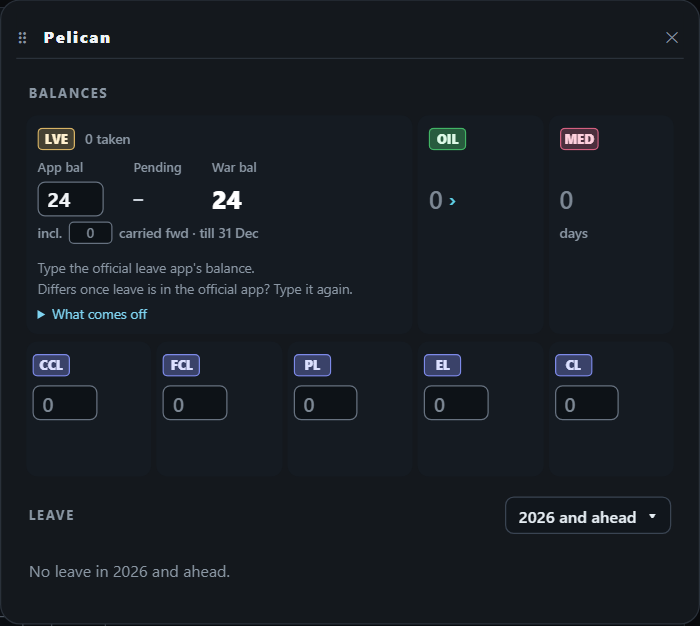 Pelican
BALANCES
LVE 0 taken
App bal Pending War bal
24 – 24
incl. 0 carried fwd · till 31 Dec
Type the official leave app's balance.
Differs once leave is in the official app? Type it again.
▶ What comes off
OIL
0 ›
MED
0
days
CCL FCL PL EL CL
0 0 0 0 0
LEAVE 2026 and ahead
No leave in 2026 and ahead.